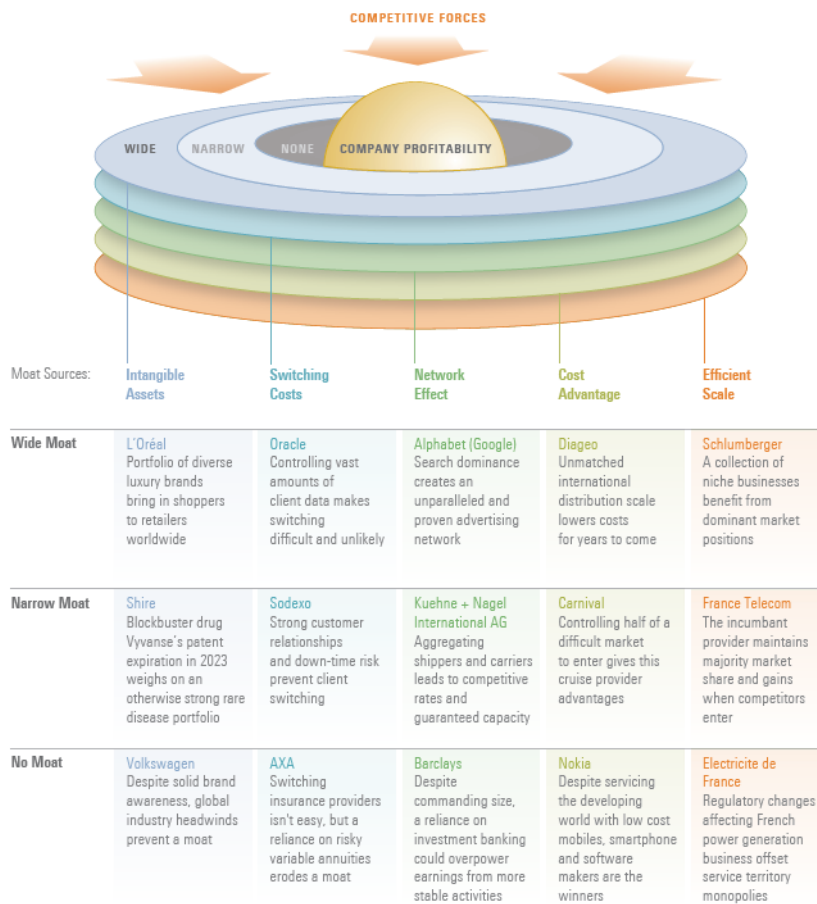 COMPETITIVE FORCES
WIDE
NARROW
NONE
COMPANY PROFITABILITY
Moat Sources:
Intangible
Assets
Switching
Costs
Network
Effect
Cost
Advantage
Efficient
Scale
Wide Moat
L'Oréal
Portfolio of diverse
luxury brands
bring in shoppers
to retailers
worldwide
Oracle
Controlling vast
amounts of
client data makes
switching
difficult and unlikely
Alphabet (Google)
Search dominance
creates an
unparalleled and
proven advertising
network
Diageo
Unmatched
international
distribution scale
lowers costs
for years to come
Schlumberger
A collection of
niche businesses
benefit from
dominant market
positions
Narrow Moat
Shire
Blockbuster drug
Vyvanse's patent
expiration in 2023
weighs on an
otherwise strong rare
disease portfolio
Sodexo
Strong customer
relationships
and down-time risk
prevent client
switching
Kuehne + Nagel
International AG
Aggregating
shippers and carriers
leads to competitive
rates and
guaranteed capacity
Carnival
Controlling half of a
difficult market
to enter gives this
cruise provider
advantages
France Telecom
The incumbant
provider maintains
majority market
share and gains
when competitors
enter
No Moat
Volkswagen
Despite solid brand
awareness, global
industry headwinds
prevent a moat
AXA
Switching
insurance providers
isn't easy, but a
reliance on risky
variable annuities
erodes a moat
Barclays
Despite
commanding size,
a reliance on
investment banking
could overpower
earnings from more
stable activities
Nokia
Despite servicing
the developing
world with low cost
mobiles, smartphone
and software
makers are the
winners
Electricite de
France
Regulatory changes
affecting French
power generation
business offset
service territory
monopolies